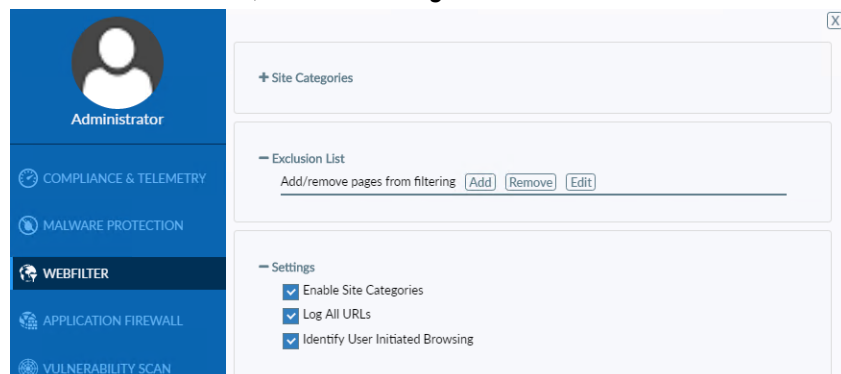 X
Administrator
COMPLIANCE & TELEMETRY
MALWARE PROTECTION
WEBFILTER
APPLICATION FIREWALL
VULNERABILITY SCAN
+ Site Categories
− Exclusion List
Add/remove pages from filtering Add Remove Edit
− Settings
Enable Site Categories
Log All URLs
Identify User Initiated Browsing